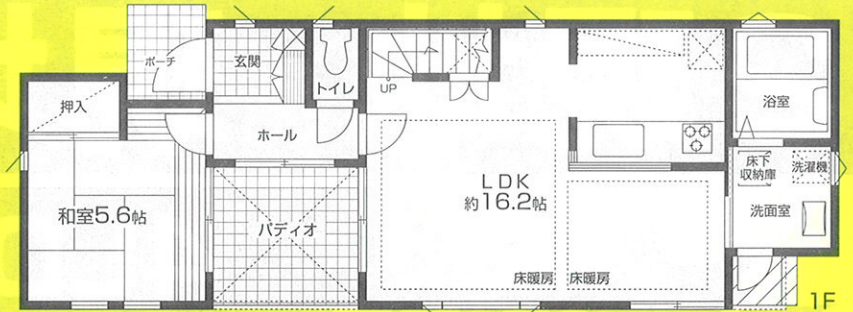 ポーチ
玄関
トイレ
UP
浴室
押入
ホール
床下
収納庫
洗濯機
LDK
約16.2帖
和室5.6帖
パティオ
洗面室
床暖房
床暖房
1F